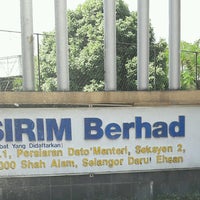 SIRIM Berhad
bat Yang Didaftarkan:
.1, Persiaran Dato' Menteri, Seksyen 2,
000 Shah Alam, Selangor Darul Ehsan